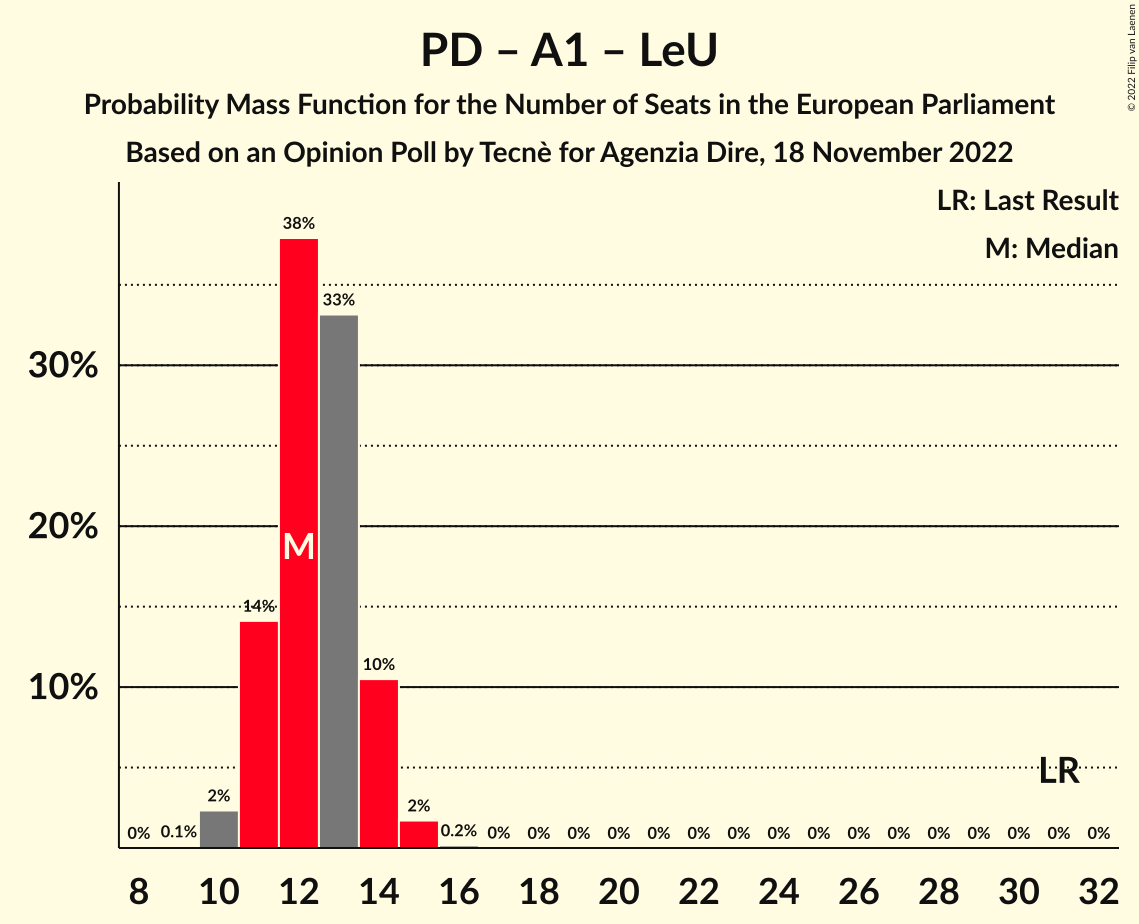 PD – A1 – LeU
Probability Mass Function for the Number of Seats in the European Parliament
Based on an Opinion Poll by Tecnè for Agenzia Dire, 18 November 2022
© 2022 Filip van Laenen
LR: Last Result
M: Median
38%
33%
30%
M
20%
14%
10%
10%
LR
2%
2%
0% 0.1% 0.2% 0% 0% 0% 0% 0% 0% 0% 0% 0% 0% 0% 0% 0% 0% 0% 0%
8 10 12 14 16 18 20 22 24 26 28 30 32